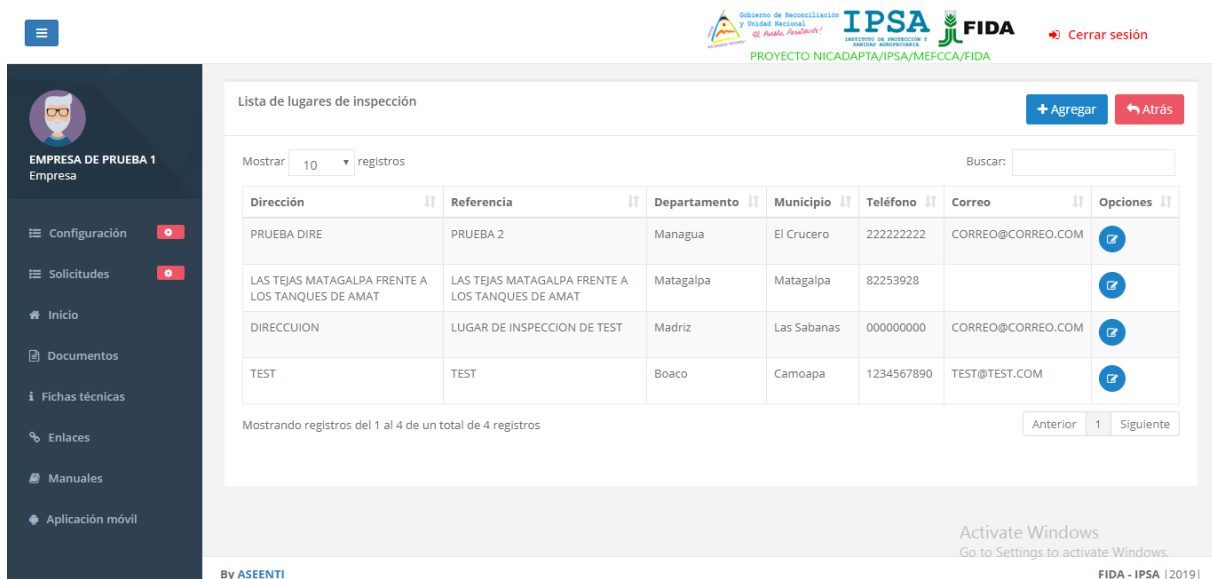 Gobierno de Reconciliación
y Unidad Nacional
El Pueblo, Presidente!
IPSA
INSTITUTO DE PROTECCIÓN Y
SANIDAD AGROPECUARIA
FIDA
PROYECTO NICADAPTA/IPSA/MEFCCA/FIDA
Cerrar sesión
EMPRESA DE PRUEBA 1
Empresa
Configuración
Solicitudes
Inicio
Documentos
Fichas técnicas
Enlaces
Manuales
Aplicación móvil
Lista de lugares de inspección
Agregar
Atrás
Mostrar 10 registros
Buscar:
Dirección Referencia Departamento Municipio Teléfono Correo Opciones
PRUEBA DIRE PRUEBA 2 Managua El Crucero 222222222 CORREO@CORREO.COM
LAS TEJAS MATAGALPA FRENTE A LAS TEJAS MATAGALPA FRENTE A Matagalpa Matagalpa 82253928
LOS TANQUES DE AMAT LOS TANQUES DE AMAT
DIRECCUION LUGAR DE INSPECCION DE TEST Madriz Las Sabanas 000000000 CORREO@CORREO.COM
TEST TEST Boaco Camoapa 1234567890 TEST@TEST.COM
Mostrando registros del 1 al 4 de un total de 4 registros
Anterior 1 Siguiente
Activate Windows
Go to Settings to activate Windows.
By ASEENTI
FIDA - IPSA |2019|